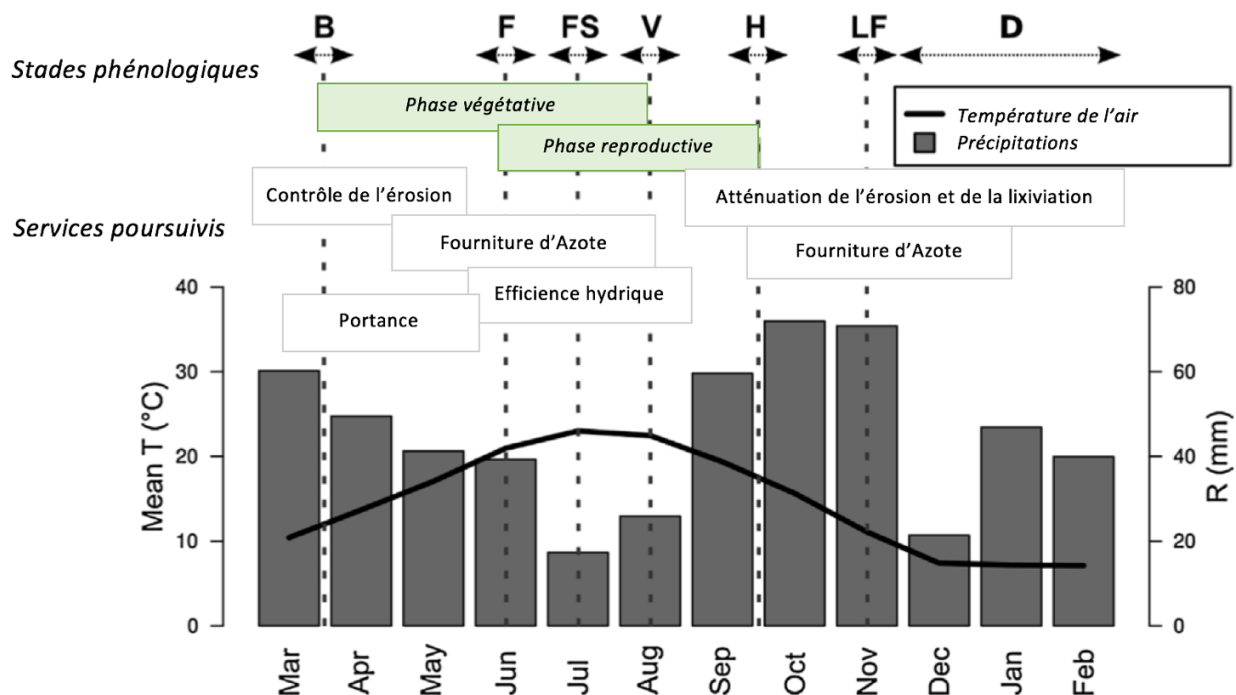 B F FS V H LF D
Stades phénologiques
Phase végétative
Phase reproductive
Température de l'air
Précipitations
Services poursuivis
Contrôle de l'érosion
Atténuation de l'érosion et de la lixiviation
Fourniture d'Azote
Fourniture d'Azote
Efficience hydrique
Portance
40
30
20
10
0
Mean T (°C)
80
60
40
20
0
R (mm)
Mar Apr May Jun Jul Aug Sep Oct Nov Dec Jan Feb